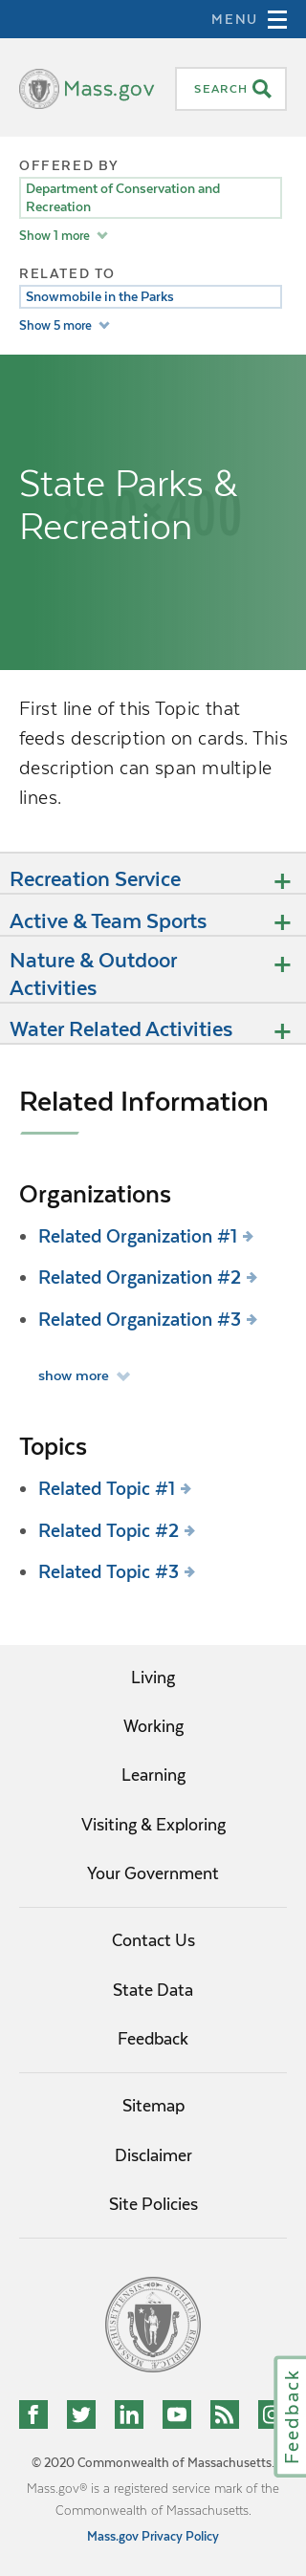 MENU
Mass.gov
SEARCH
OFFERED BY
Department of Conservation and
Recreation
Show 1 more
RELATED TO
Snowmobile in the Parks
Show 5 more
State Parks &
Recreation
First line of this Topic that
feeds description on cards. This
description can span multiple
lines.
Recreation Service
Active & Team Sports
Nature & Outdoor
Activities
Water Related Activities
Related Information
Organizations
Related Organization #1
Related Organization #2
Related Organization #3
show more
Topics
Related Topic #1
Related Topic #2
Related Topic #3
Living
Working
Learning
Visiting & Exploring
Your Government
Contact Us
State Data
Feedback
Sitemap
Disclaimer
Site Policies
Feedback
© 2020 Commonwealth of Massachusetts.
Mass.gov® is a registered service mark of the
Commonwealth of Massachusetts.
Mass.gov Privacy Policy